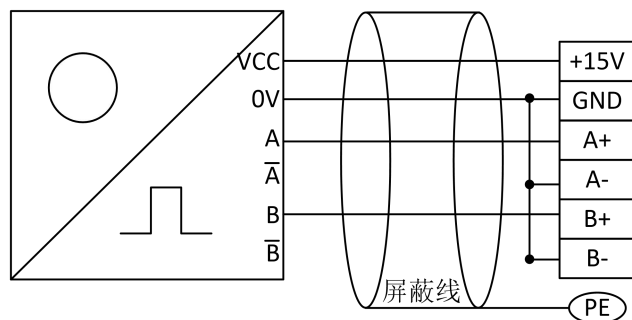 VCC
0V
A
A̅
B
B̅
+15V
GND
A+
A-
B+
B-
屏蔽线
PE